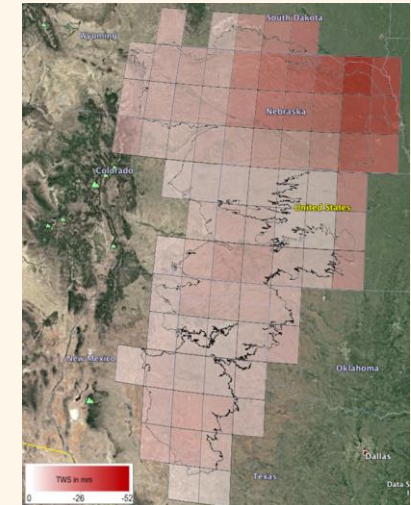 South Dakota
Wyoming
Nebraska
Colorado
United States
New Mexico
Oklahoma
Dallas
Texas
Data S
TWS in mm
0 -26 -52